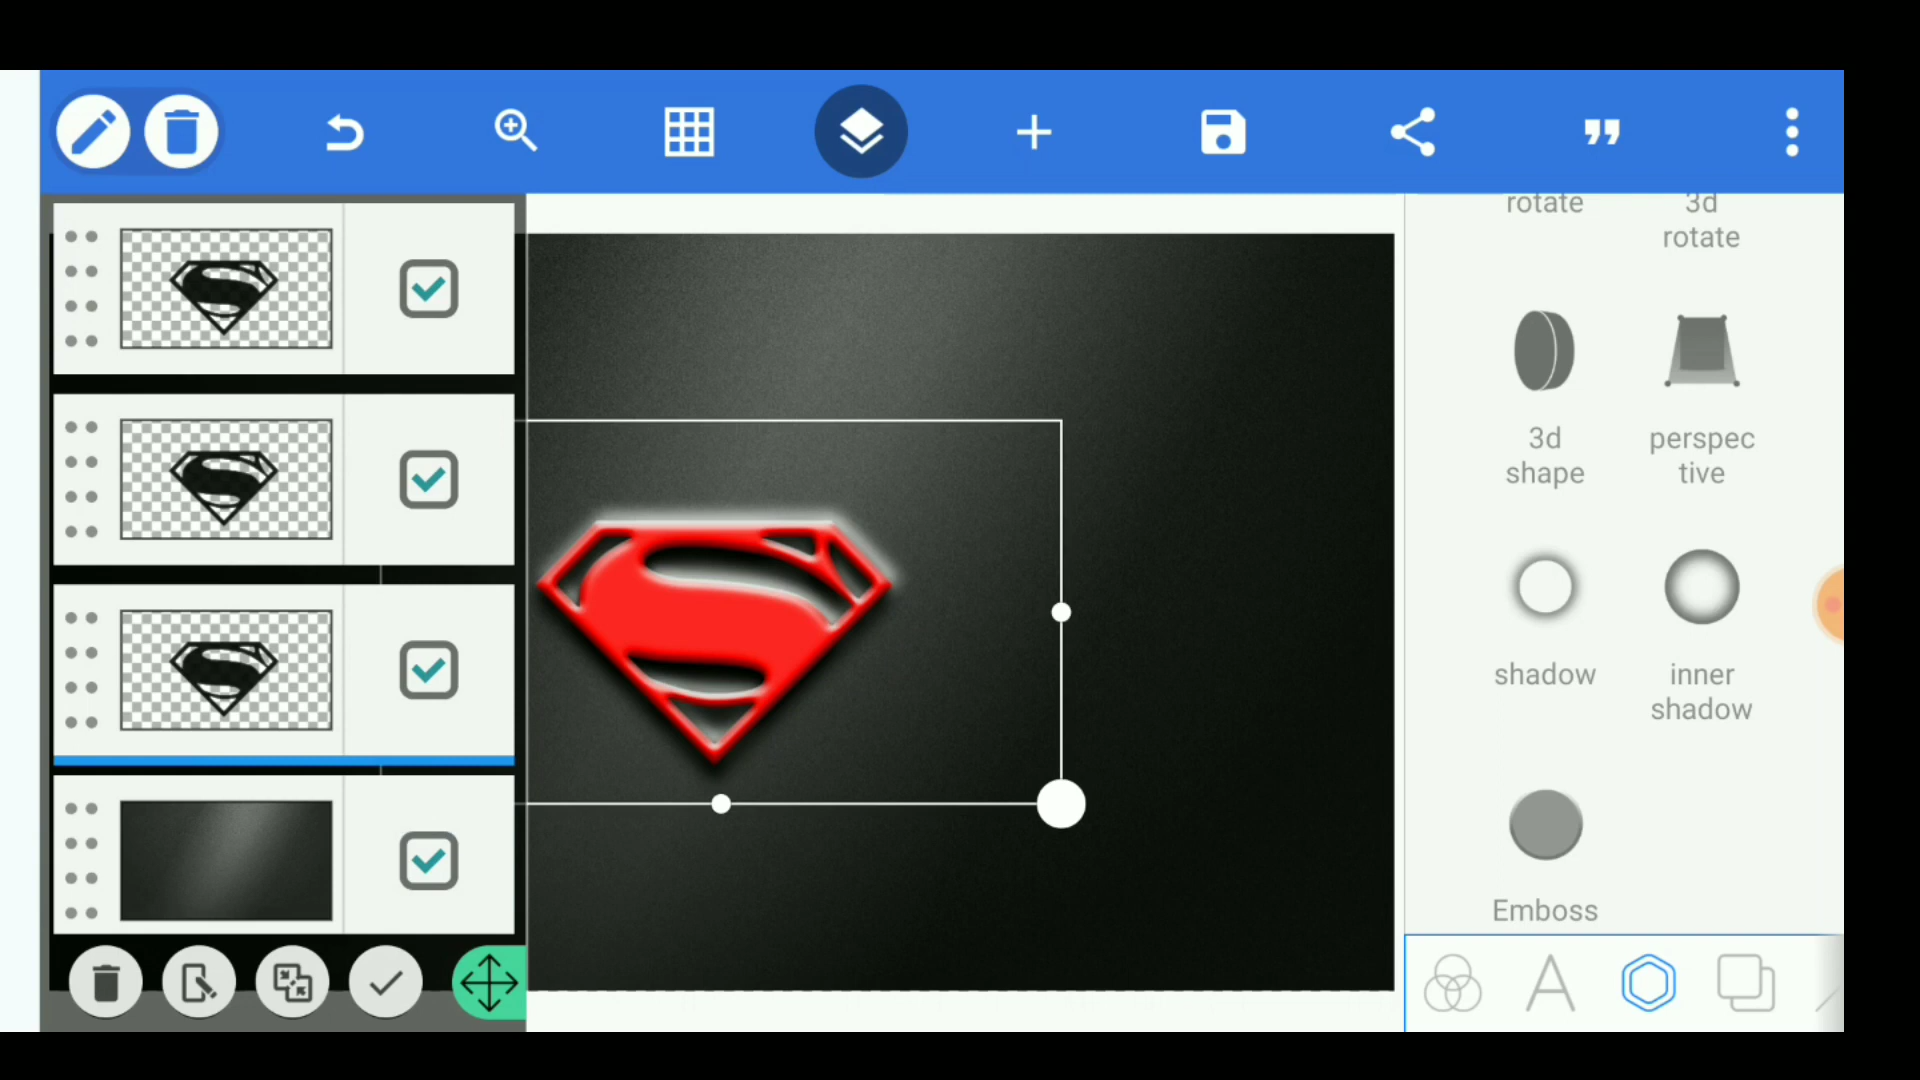 rotate
3d
rotate
3d
shape
perspec
tive
shadow
inner
shadow
Emboss